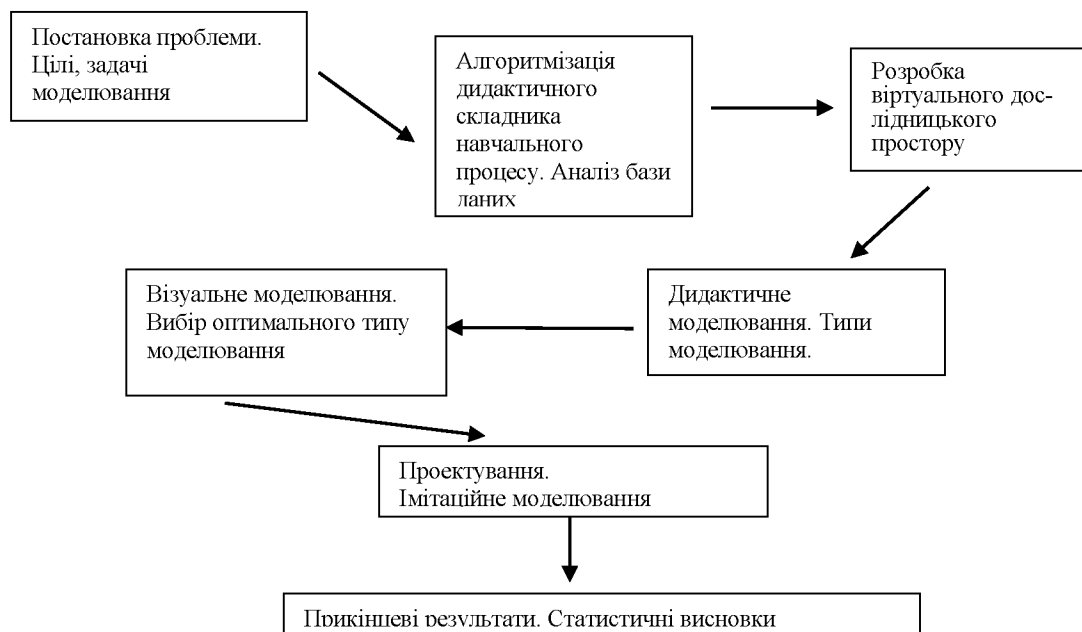 Постановка проблеми.
Цілі, задачі
моделювання
Алгоритмізація
дидактичного
складника
навчального
процесу. Аналіз бази
даних
Розробка
віртуального дос-
лідницького
простору
Дидактичне
моделювання. Типи
моделювання.
Візуальне моделювання.
Вибір оптимального типу
моделювання
Проектування.
Імітаційне моделювання
Прикінцеві результати. Статистичні висновки